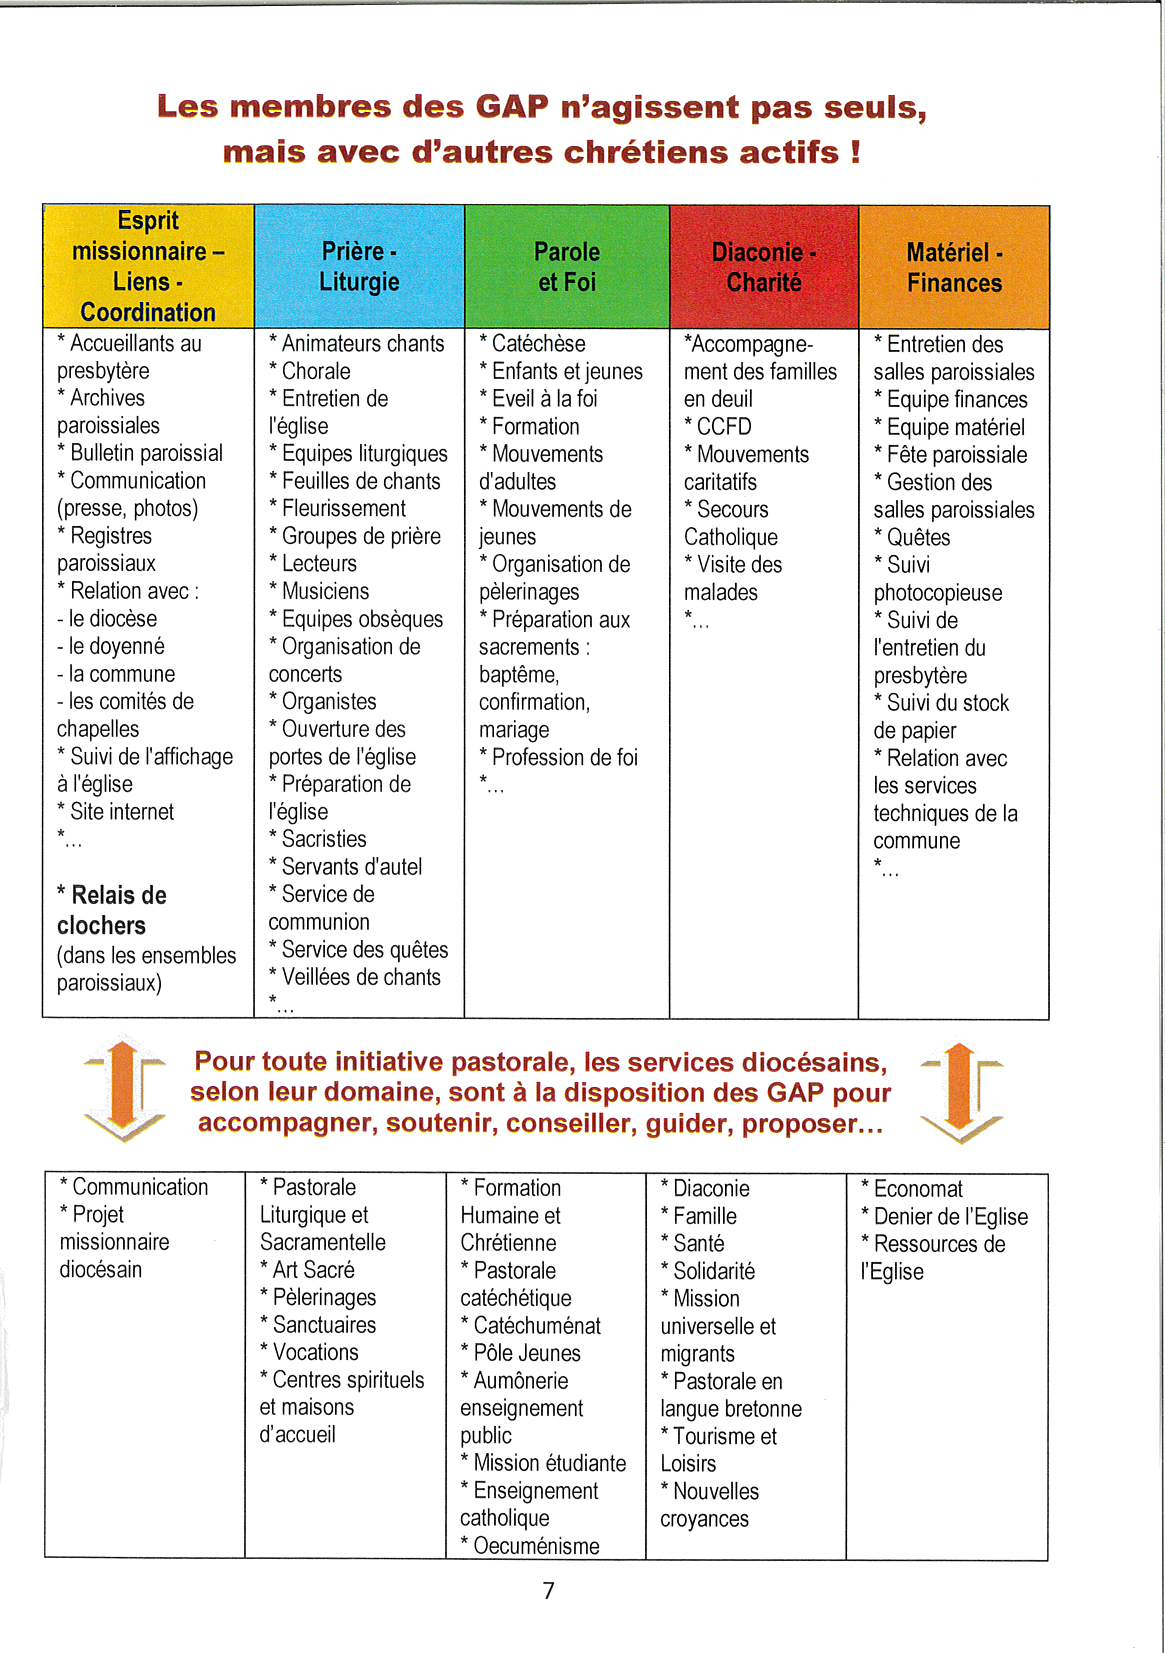 Les membres des GAP n'agissent pas seuls,
mais avec d'autres chrétiens actifs !
Esprit
missionnaire –
Liens -
Coordination
Prière -
Liturgie
Parole
et Foi
Diaconie -
Charité
Matériel -
Finances
* Accueillants au
presbytère
* Archives
paroissiales
* Bulletin paroissial
* Communication
(presse, photos)
* Registres
paroissiaux
* Relation avec :
- le diocèse
- le doyenné
- la commune
- les comités de
chapelles
* Suivi de l'affichage
à l'église
* Site internet
*...
* Relais de
clochers
(dans les ensembles
paroissiaux)
* Animateurs chants
* Chorale
* Entretien de
l'église
* Equipes liturgiques
* Feuilles de chants
* Fleurissement
* Groupes de prière
* Lecteurs
* Musiciens
* Equipes obsèques
* Organisation de
concerts
* Organistes
* Ouverture des
portes de l'église
* Préparation de
l'église
* Sacristies
* Servants d'autel
* Service de
communion
* Service des quêtes
* Veillées de chants
*...
* Catéchèse
* Enfants et jeunes
* Eveil à la foi
* Formation
* Mouvements
d'adultes
* Mouvements de
jeunes
* Organisation de
pèlerinages
* Préparation aux
sacrements :
baptême,
confirmation,
mariage
* Profession de foi
*...
*Accompagne-
ment des familles
en deuil
* CCFD
* Mouvements
caritatifs
* Secours
Catholique
* Visite des
malades
*...
* Entretien des
salles paroissiales
* Equipe finances
* Equipe matériel
* Fête paroissiale
* Gestion des
salles paroissiales
* Quêtes
* Suivi
photocopieuse
* Suivi de
l'entretien du
presbytère
* Suivi du stock
de papier
* Relation avec
les services
techniques de la
commune
*...
Pour toute initiative pastorale, les services diocésains,
selon leur domaine, sont à la disposition des GAP pour
accompagner, soutenir, conseiller, guider, proposer...
* Communication
* Projet
missionnaire
diocésain
* Pastorale
Liturgique et
Sacramentelle
* Art Sacré
* Pèlerinages
* Sanctuaires
* Vocations
* Centres spirituels
et maisons
d'accueil
* Formation
Humaine et
Chrétienne
* Pastorale
catéchétique
* Catéchuménat
* Pôle Jeunes
* Aumônerie
enseignement
public
* Mission étudiante
* Enseignement
catholique
* Oecuménisme
* Diaconie
* Famille
* Santé
* Solidarité
* Mission
universelle et
migrants
* Pastorale en
langue bretonne
* Tourisme et
Loisirs
* Nouvelles
croyances
* Economat
* Denier de l'Eglise
* Ressources de
l'Eglise
7